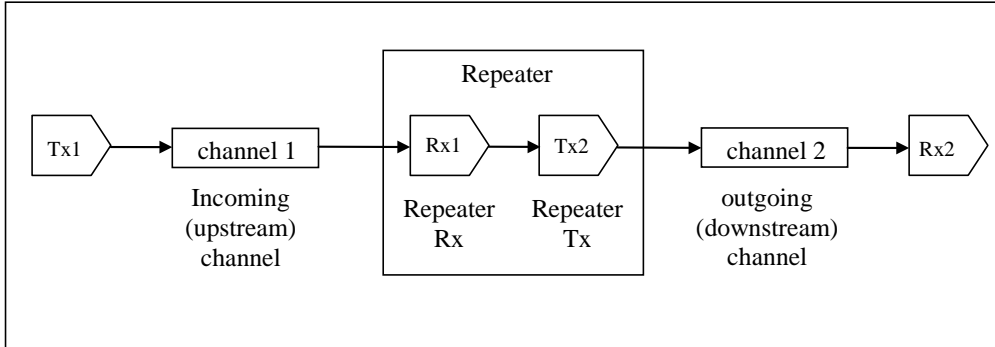 Repeater
Tx1
channel 1
Rx1
Tx2
channel 2
Rx2
Incoming
(upstream)
channel
Repeater
Rx
Repeater
Tx
outgoing
(downstream)
channel